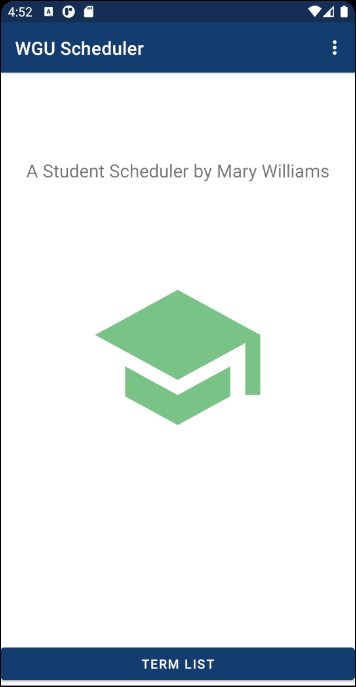 4:52
WGU Scheduler
A Student Scheduler by Mary Williams
TERM LIST